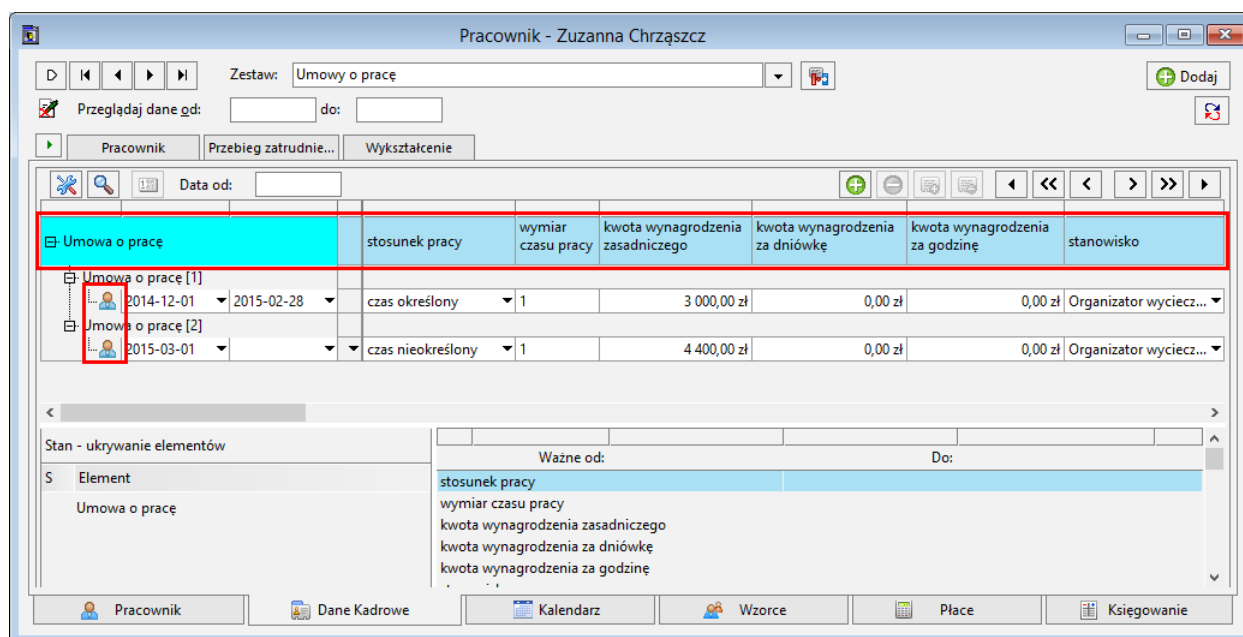 Pracownik - Zuzanna Chrząszcz
D Zestaw: Umowy o pracę Dodaj
Przeglądaj dane od: do:
Pracownik Przebieg zatrudnie... Wykształcenie
Data od:
Umowa o pracę stosunek pracy wymiar czasu pracy kwota wynagrodzenia zasadniczego kwota wynagrodzenia za dniówkę kwota wynagrodzenia za godzinę stanowisko
Umowa o pracę [1]
2014-12-01 2015-02-28 czas określony 1 3 000,00 zł 0,00 zł 0,00 zł Organizator wyciecz...
Umowa o pracę [2]
2015-03-01 czas nieokreślony 1 4 400,00 zł 0,00 zł 0,00 zł Organizator wyciecz...
Stan - ukrywanie elementów
Ważne od: Do:
S Element
stosunek pracy
Umowa o pracę
wymiar czasu pracy
kwota wynagrodzenia zasadniczego
kwota wynagrodzenia za dniówkę
kwota wynagrodzenia za godzinę
Pracownik Dane Kadrowe Kalendarz Wzorce Płace Księgowanie